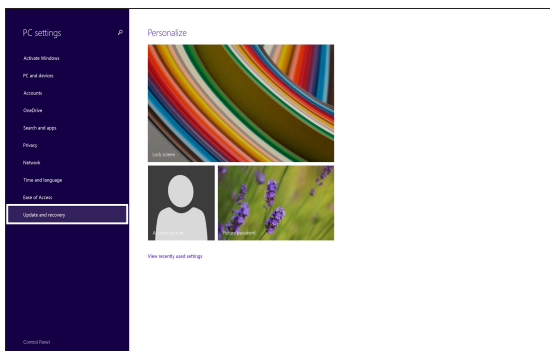 PC settings
Activate Windows
PC and devices
Accounts
OneDrive
Search and apps
Privacy
Network
Time and language
Ease of Access
Update and recovery
Control Panel
Personalize
Lock screen
Account picture
Picture password
View recently used settings